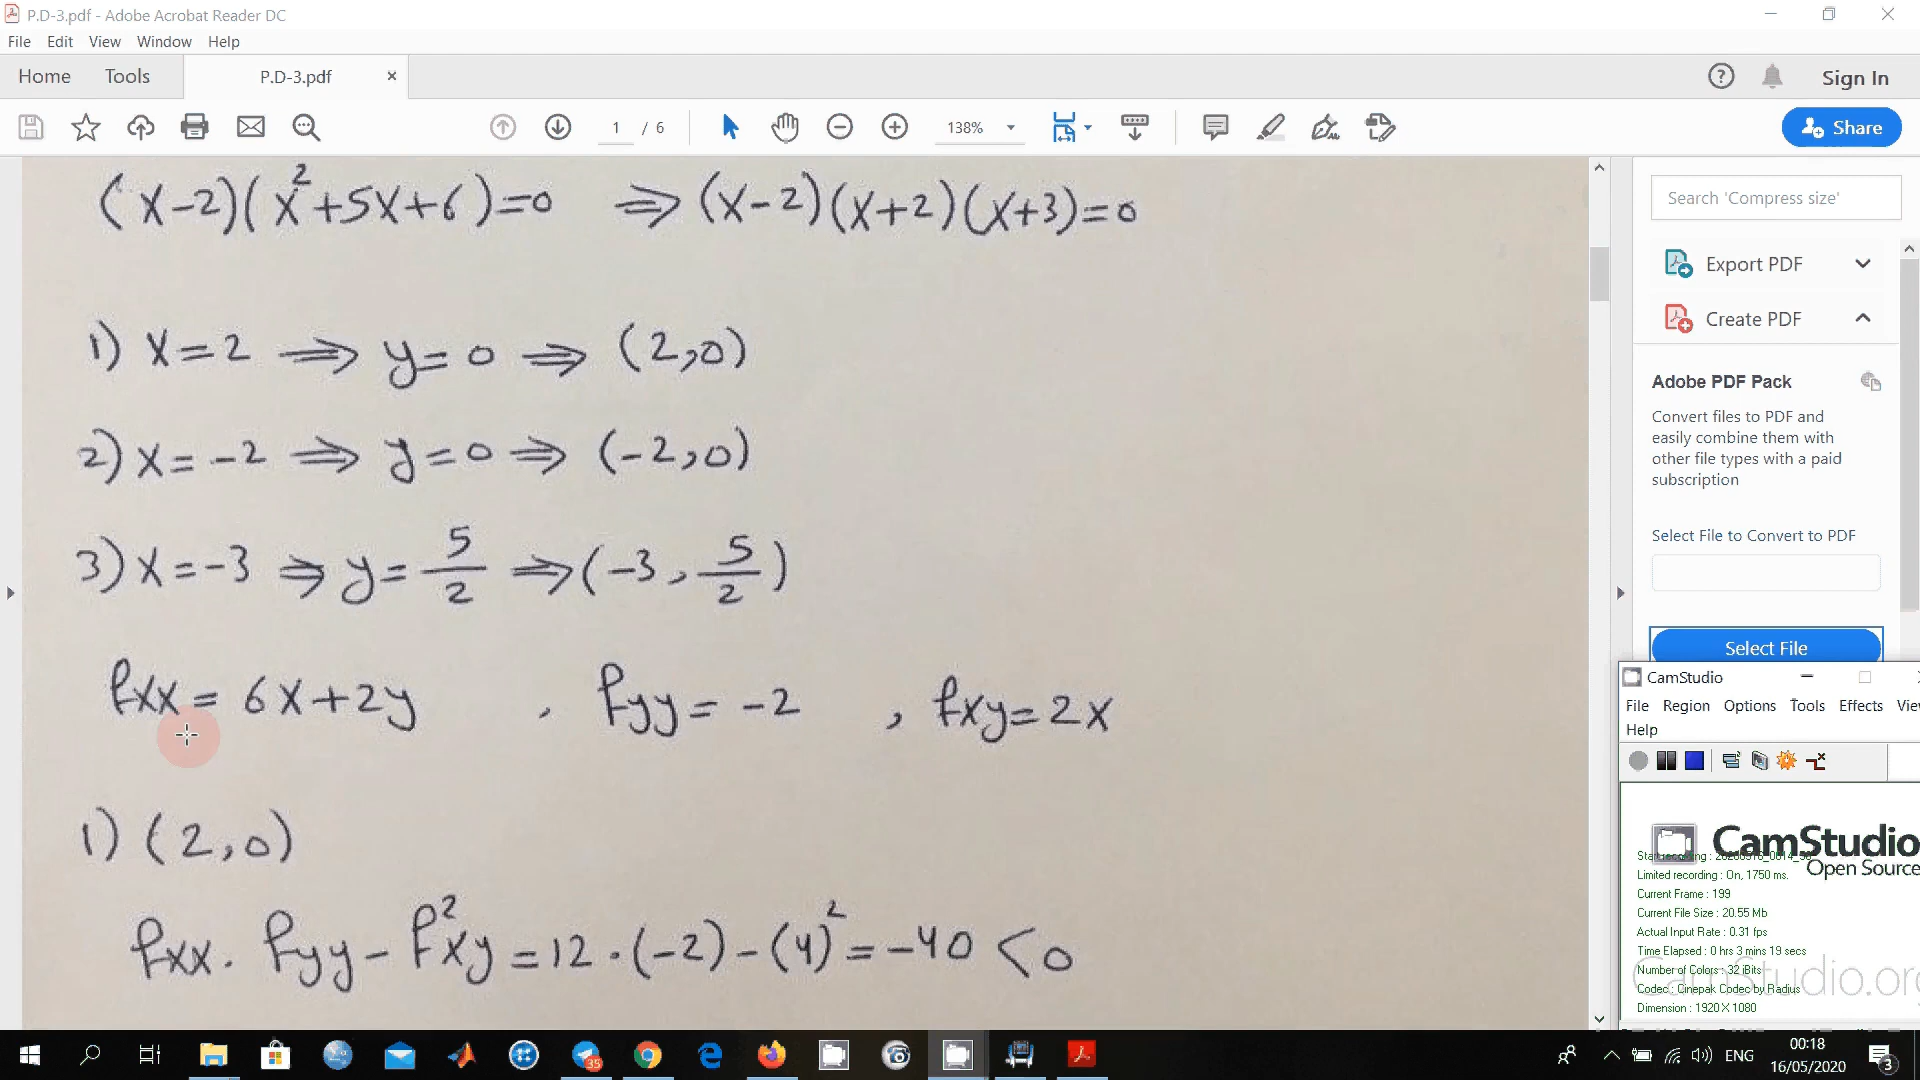 P.D-3.pdf - Adobe Acrobat Reader DC
File Edit View Window Help
Home Tools P.D-3.pdf × Sign In
1 / 6 138% Share
(x-2)(x²+5x+6)=0 ⇒ (x-2)(x+2)(x+3)=0
1) x=2 ⇒ y=0 ⇒ (2,0)
2) x=-2 ⇒ y=0 ⇒ (-2,0)
3) x=-3 ⇒ y=5/2 ⇒ (-3, 5/2)
fxx = 6x+2y , fyy = -2 , fxy = 2x
1) (2,0)
fxx . fyy - f²xy = 12 . (-2) - (4)² = -40 < 0
Search 'Compress size'
Export PDF
Create PDF
Adobe PDF Pack
Convert files to PDF and
easily combine them with
other file types with a paid
subscription
Select File to Convert to PDF
Select File
CamStudio
File Region Options Tools Effects
Help
CamStudio
Open Source
Limited recording : On, 1750 ms.
Current Frame : 199
Current File Size : 20.55 Mb
Actual Input Rate : 0.31 fps
Time Elapsed : 0 hrs 3 mins 19 secs
Number of Colors : 32 Bits
Codec : Cinepak Codec by Radius
Dimension : 1920 X 1080
35
ENG
00:18
16/05/2020
3